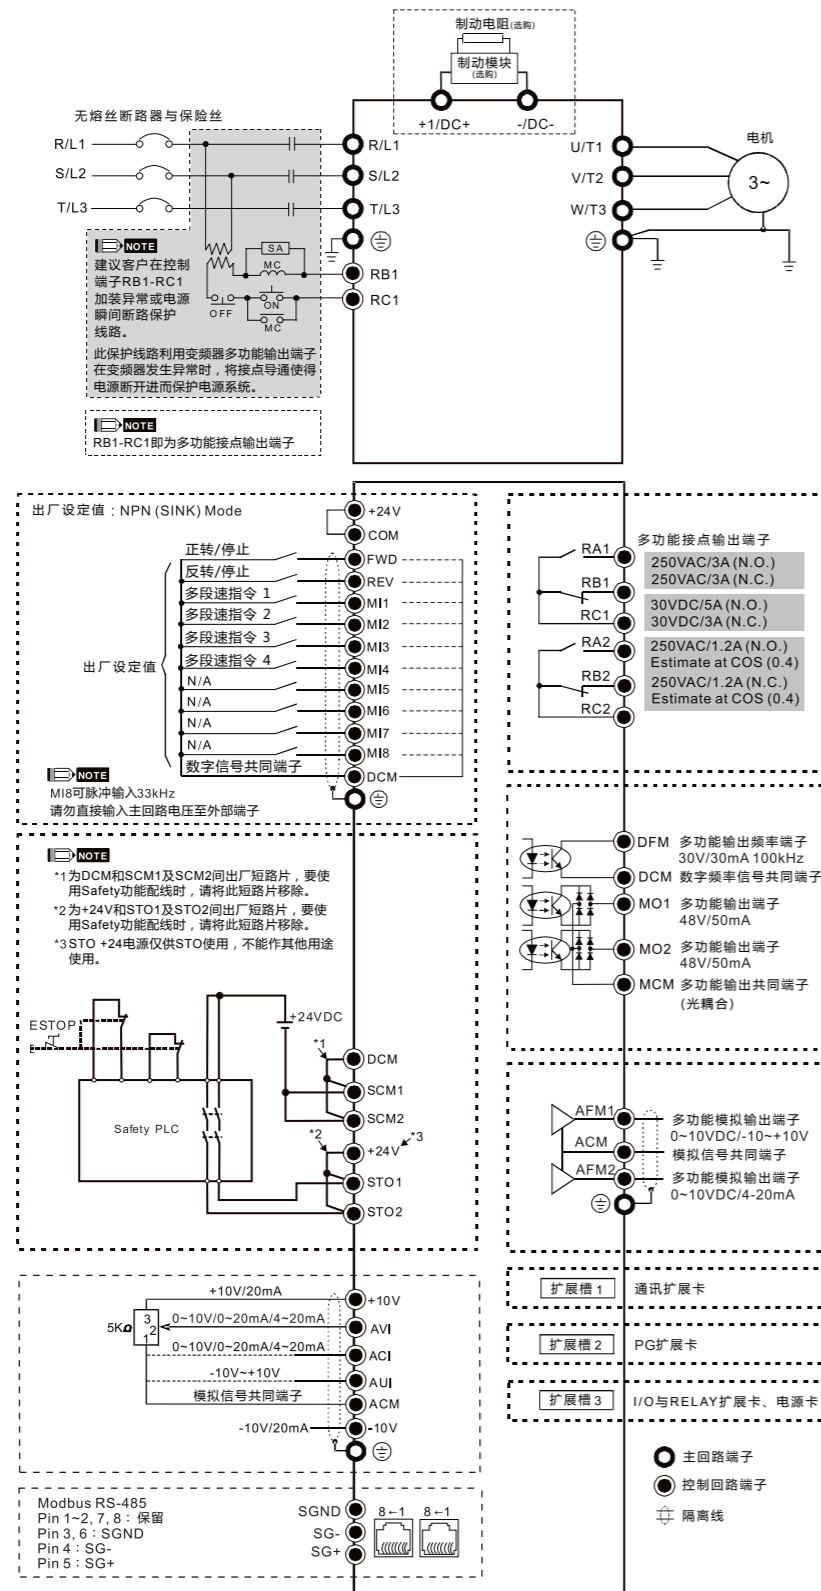 制动电阻(选购)
制动模块
(选购)
+1/DC+
-/DC-
无熔丝断路器与保险丝
R/L1
S/L2
T/L3
R/L1
S/L2
T/L3
RB1
RC1
U/T1
V/T2
W/T3
电机
3~
SA
MC
ON
OFF
MC
NOTE
建议客户在控制
端子RB1-RC1
加装异常或电源
瞬间断路保护
线路。
此保护线路利用变频器多功能输出端子
在变频器发生异常时，将接点导通使得
电源断开进而保护电源系统。
NOTE
RB1-RC1即为多功能接点输出端子
出厂设定值：NPN (SINK) Mode
+24V
COM
正转/停止
FWD
反转/停止
REV
多段速指令 1
MI1
多段速指令 2
MI2
多段速指令 3
MI3
多段速指令 4
MI4
N/A
MI5
N/A
MI6
N/A
MI7
N/A
MI8
数字信号共同端子
DCM
出厂设定值
NOTE
MI8可脉冲输入33kHz
请勿直接输入主回路电压至外部端子
RA1
RB1
RC1
RA2
RB2
RC2
多功能接点输出端子
250VAC/3A (N.O.)
250VAC/3A (N.C.)
30VDC/5A (N.O.)
30VDC/3A (N.C.)
250VAC/1.2A (N.O.)
Estimate at COS (0.4)
250VAC/1.2A (N.C.)
Estimate at COS (0.4)
NOTE
*1为DCM和SCM1及SCM2间出厂短路片，要使
用Safety功能配线时，请将此短路片移除。
*2为+24V和STO1及STO2间出厂短路片，要使
用Safety功能配线时，请将此短路片移除。
*3 STO +24电源仅供STO使用，不能作其他用途
使用。
ESTOP
Safety PLC
+24VDC
*1
DCM
SCM1
SCM2
*2
+24V
*3
STO1
STO2
DFM
多功能输出频率端子
30V/30mA 100kHz
DCM
数字频率信号共同端子
MO1
多功能输出端子
48V/50mA
MO2
多功能输出端子
48V/50mA
MCM
多功能输出共同端子
(光耦合)
AFM1
多功能模拟输出端子
0~10VDC/-10~+10V
ACM
模拟信号共同端子
AFM2
多功能模拟输出端子
0~10VDC/4-20mA
+10V/20mA
+10V
5KΩ
3
2
1
0~10V/0~20mA/4~20mA
AVI
0~10V/0~20mA/4~20mA
ACI
-10V~+10V
AUI
模拟信号共同端子
ACM
-10V/20mA
-10V
扩展槽 1
通讯扩展卡
扩展槽 2
PG扩展卡
扩展槽 3
I/O与RELAY扩展卡、电源卡
主回路端子
控制回路端子
隔离线
Modbus RS-485
Pin 1~2, 7, 8：保留
Pin 3, 6：SGND
Pin 4：SG-
Pin 5：SG+
SGND
SG-
SG+
8←1
8←1